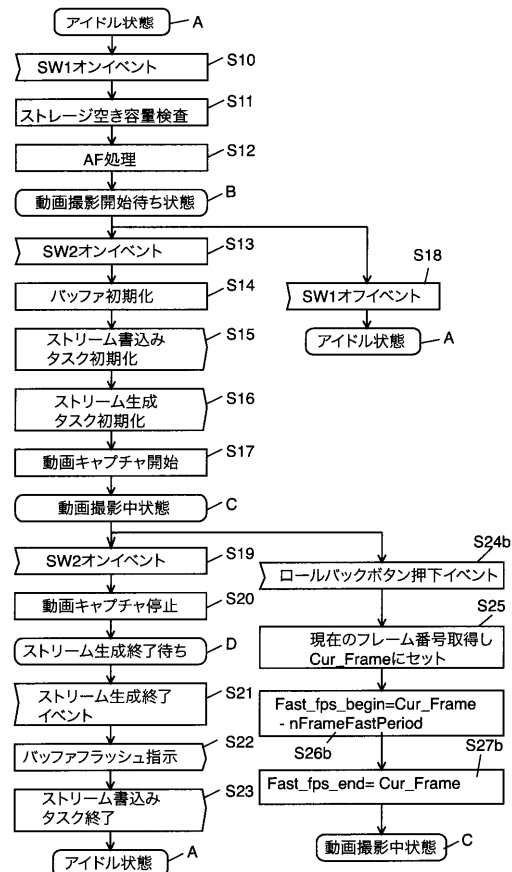 アイドル状態 A
SW1オンイベント S10
ストレージ空き容量検査 S11
AF処理 S12
動画撮影開始待ち状態 B
SW2オンイベント S13
バッファ初期化 S14
ストリーム書込み
タスク初期化 S15
ストリーム生成
タスク初期化 S16
動画キャプチャ開始 S17
動画撮影中状態 C
S18
SW1オフイベント
アイドル状態 A
SW2オンイベント S19
動画キャプチャ停止 S20
ストリーム生成終了待ち D
ストリーム生成終了
イベント S21
バッファフラッシュ指示 S22
ストリーム書込み
タスク終了 S23
アイドル状態 A
S24b
ロールバックボタン押下イベント
S25
現在のフレーム番号取得し
Cur_Frameにセット
Fast_fps_begin=Cur_Frame
- nFrameFastPeriod
S26b
S27b
Fast_fps_end= Cur_Frame
動画撮影中状態 C